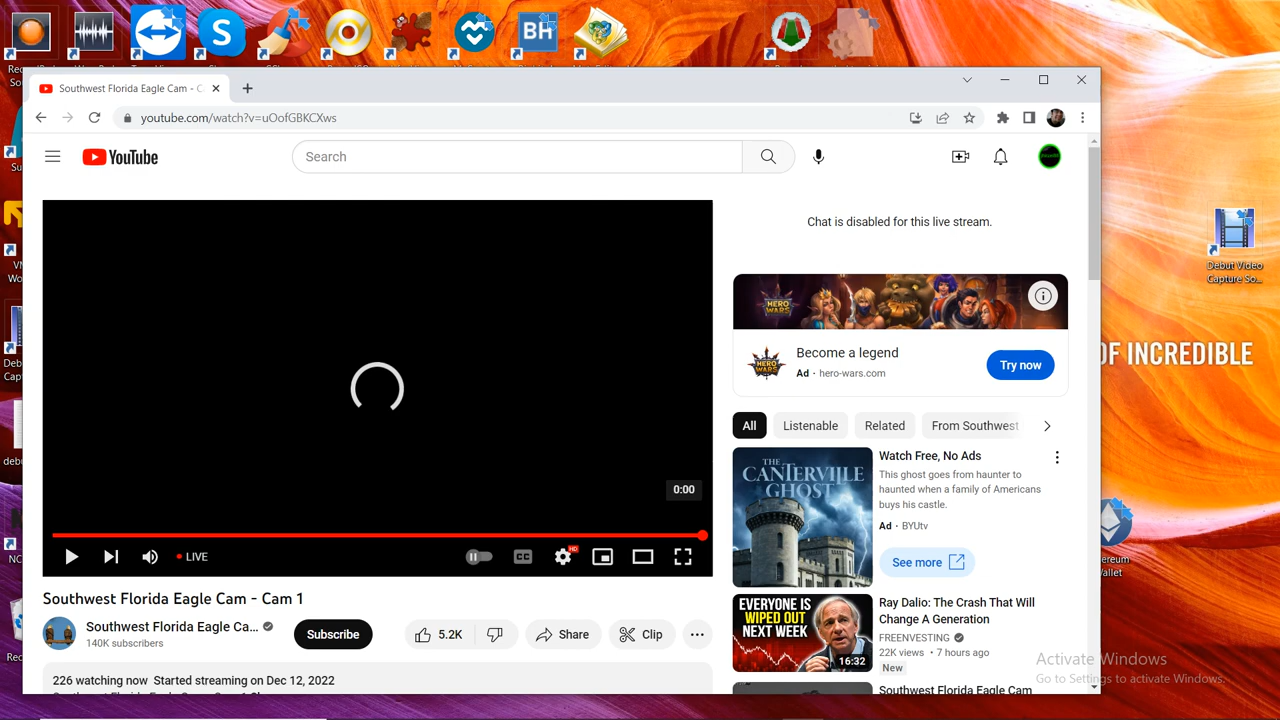 S
BH
Southwest Florida Eagle Cam - C
youtube.com/watch?v=uOofGBKCXws
YouTube
Search
Chat is disabled for this live stream.
HERO WARS
Become a legend
Ad · hero-wars.com
Try now
Debut Video
Capture So...
OF INCREDIBLE
All
Listenable
Related
From Southwest
THE
CANTERVILLE
GHOST
Watch Free, No Ads
This ghost goes from haunter to
haunted when a family of Americans
buys his castle.
Ad · BYUtv
See more
0:00
LIVE
CC
HD
Southwest Florida Eagle Cam - Cam 1
Southwest Florida Eagle Ca...
140K subscribers
Subscribe
5.2K
Share
Clip
226 watching now Started streaming on Dec 12, 2022
EVERYONE IS
WIPED OUT
NEXT WEEK
16:32
Ray Dalio: The Crash That Will
Change A Generation
FREENVESTING
22K views • 7 hours ago
New
Southwest Florida Eagle Cam
Activate Windows
Go to Settings to activate Windows.